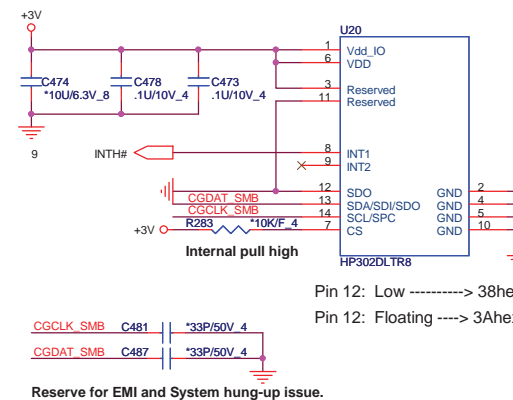 +3V
U20
1 Vdd_IO
6 VDD
C474
*10U/6.3V_8
C478
.1U/10V_4
C473
.1U/10V_4
3 Reserved
11 Reserved
9 INTH#
8 INT1
9 INT2
12 SDO
CGDAT_SMB 13 SDA/SDI/SDO
CGCLK_SMB 14 SCL/SPC
+3V R283 *10K/F_4 7 CS
GND 2
GND 4
GND 5
GND 10
Internal pull high
HP302DLTR8
Pin 12: Low ----------> 38he
Pin 12: Floating ----> 3Ahe
CGCLK_SMB C481 *33P/50V_4
CGDAT_SMB C487 *33P/50V_4
Reserve for EMI and System hung-up issue.